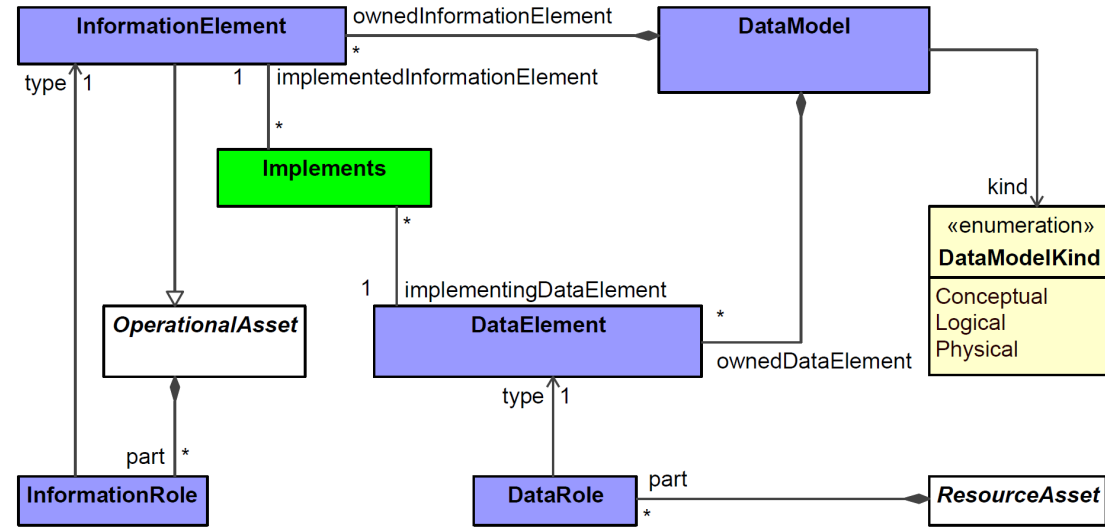 InformationElement
ownedInformationElement
*
DataModel
type 1
1
implementedInformationElement
*
Implements
kind
*
«enumeration»
DataModelKind
Conceptual
Logical
Physical
1
implementingDataElement
OperationalAsset
DataElement
*
ownedDataElement
type 1
part *
InformationRole
DataRole
part
*
ResourceAsset